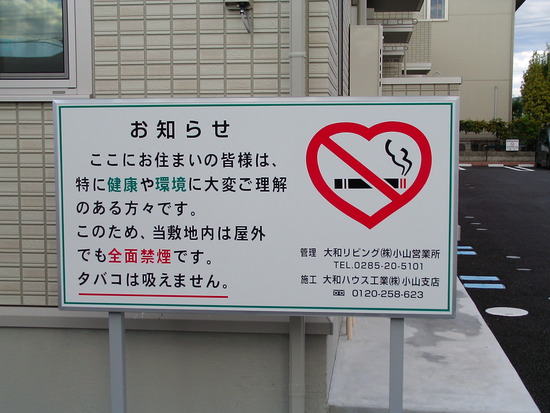 お知らせ
ここにお住まいの皆様は、
特に健康や環境に大変ご理解
のある方々です。
このため、当敷地内は屋外
でも全面禁煙です。
タバコは吸えません。
管理 大和リビング(株)小山営業所
TEL.0285-20-5101
施工 大和ハウス工業(株)小山支店
0120-258-623